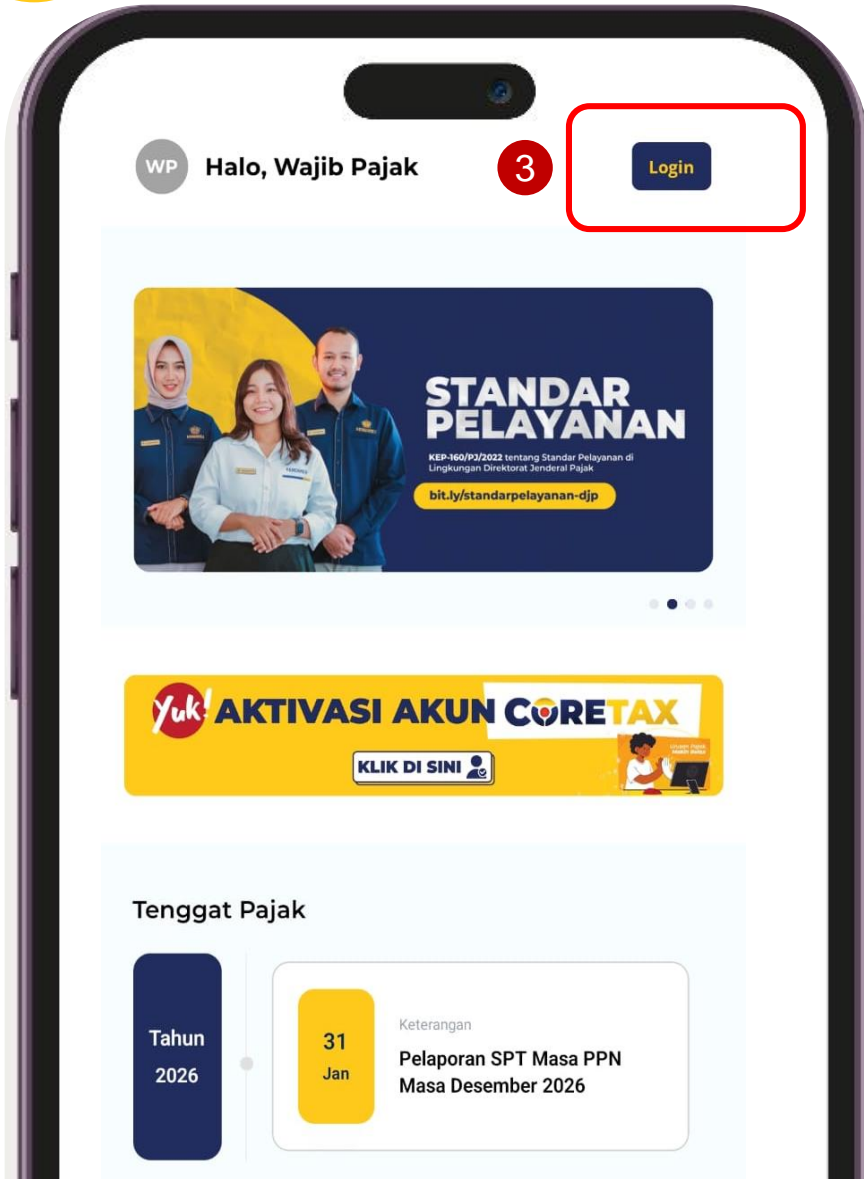 WP
Halo, Wajib Pajak
3
Login
STANDAR
PELAYANAN
KEP-160/PJ/2022 tentang Standar Pelayanan di
Lingkungan Direktorat Jenderal Pajak
bit.ly/standarpelayanan-djp
Yuk! AKTIVASI AKUN CORETAX
KLIK DI SINI
Tenggat Pajak
Tahun
2026
31
Jan
Keterangan
Pelaporan SPT Masa PPN
Masa Desember 2026